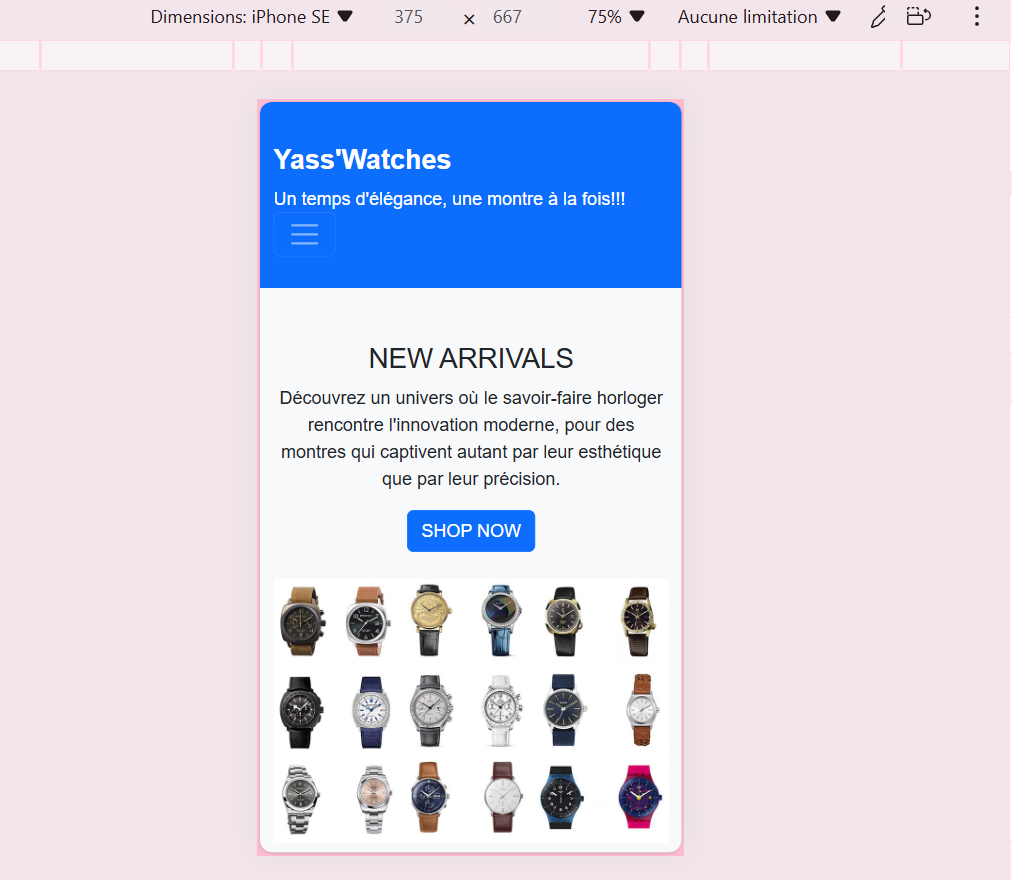 Dimensions: iPhone SE 375 × 667 75% Aucune limitation
Yass'Watches
Un temps d'élégance, une montre à la fois!!!
NEW ARRIVALS
Découvrez un univers où le savoir-faire horloger
rencontre l'innovation moderne, pour des
montres qui captivent autant par leur esthétique
que par leur précision.
SHOP NOW